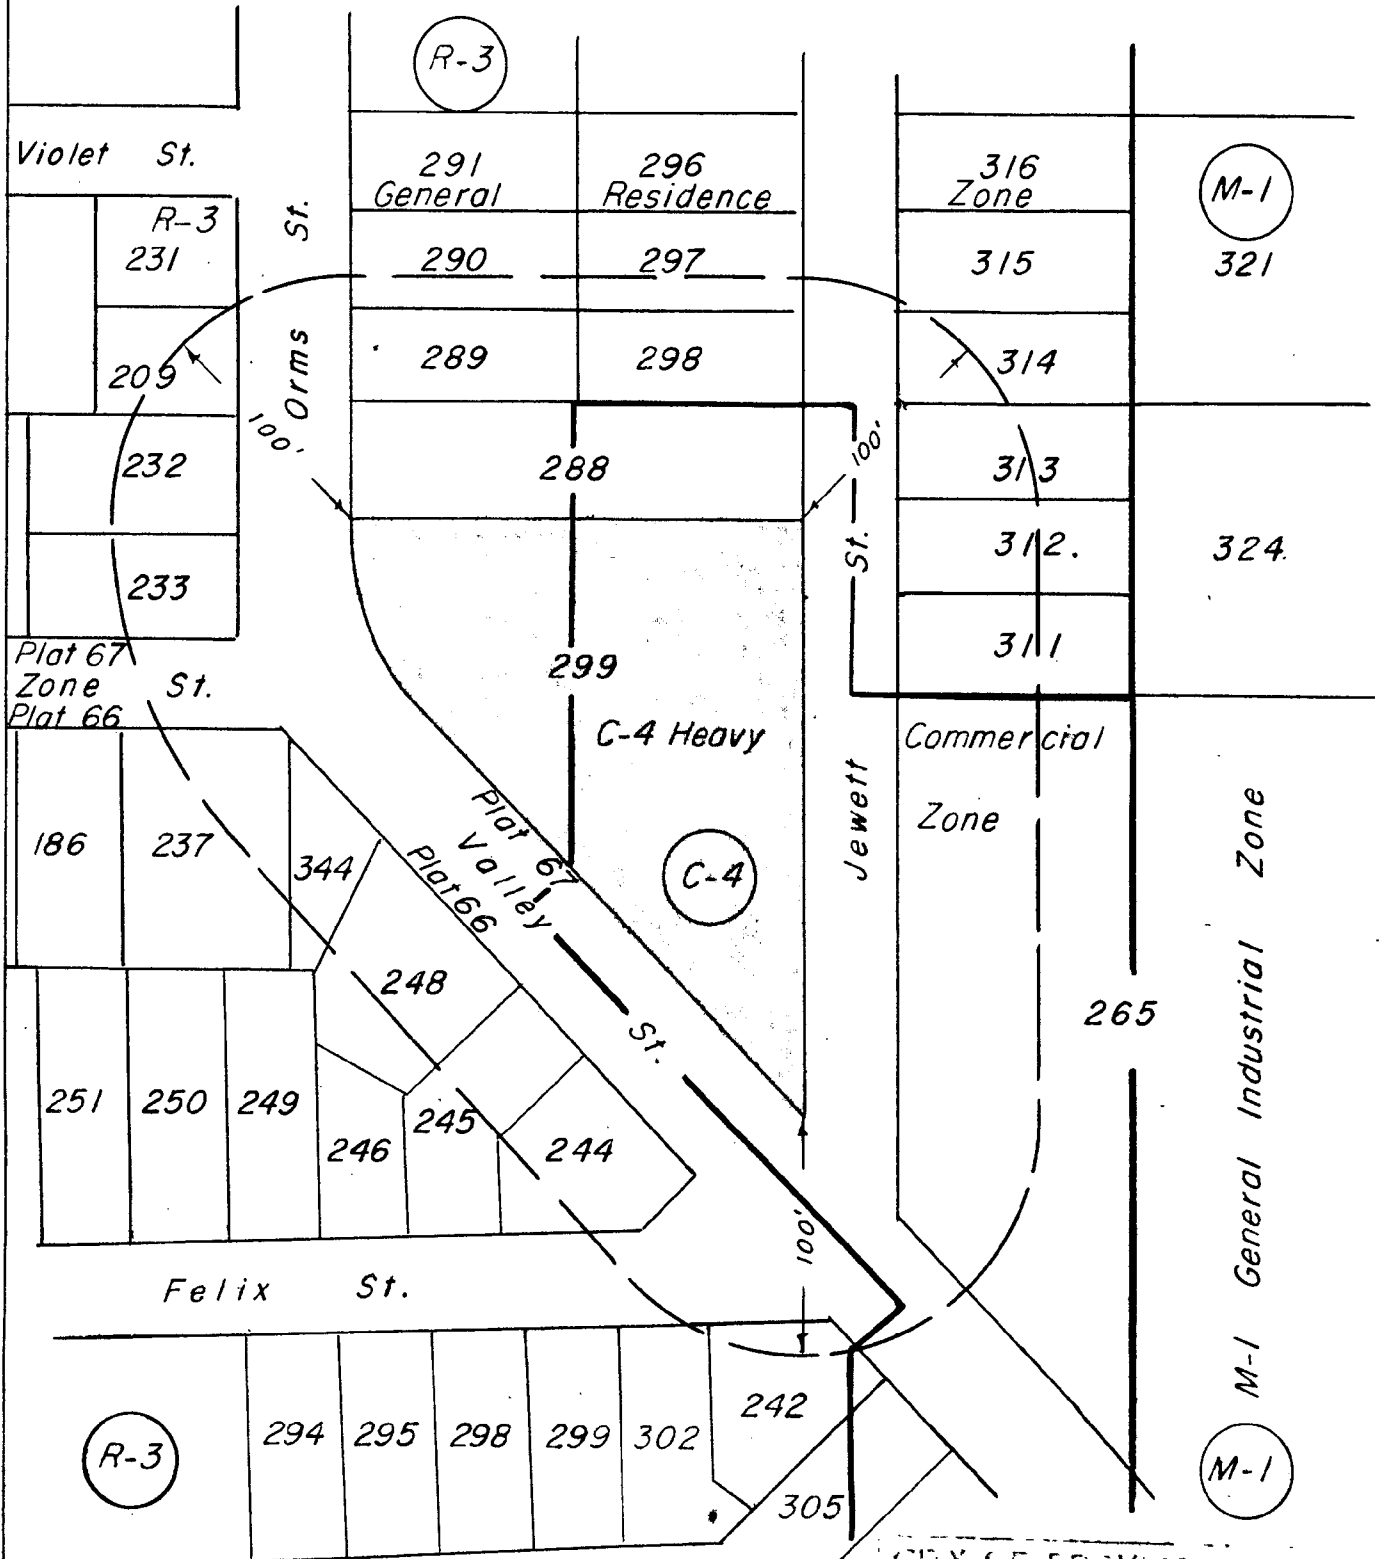 R-3
Violet St.
291
296
316
General Residence Zone
M-1
R-3
231
St.
290
297
315
321
Orms
209
289
298
314
100'
100'
232
288
313
St.
312.
324.
233
299
311
Plat 67
Zone St.
Plat 66
C-4 Heavy Commercial
Zone
Jewett
Plat 67
Valley St.
Plat 66
186
237
344
C-4
248
265
251
250
249
246
245
244
100'
M-1 General Industrial Zone
Felix St.
R-3
294
295
298
299
302
242
305
M-1